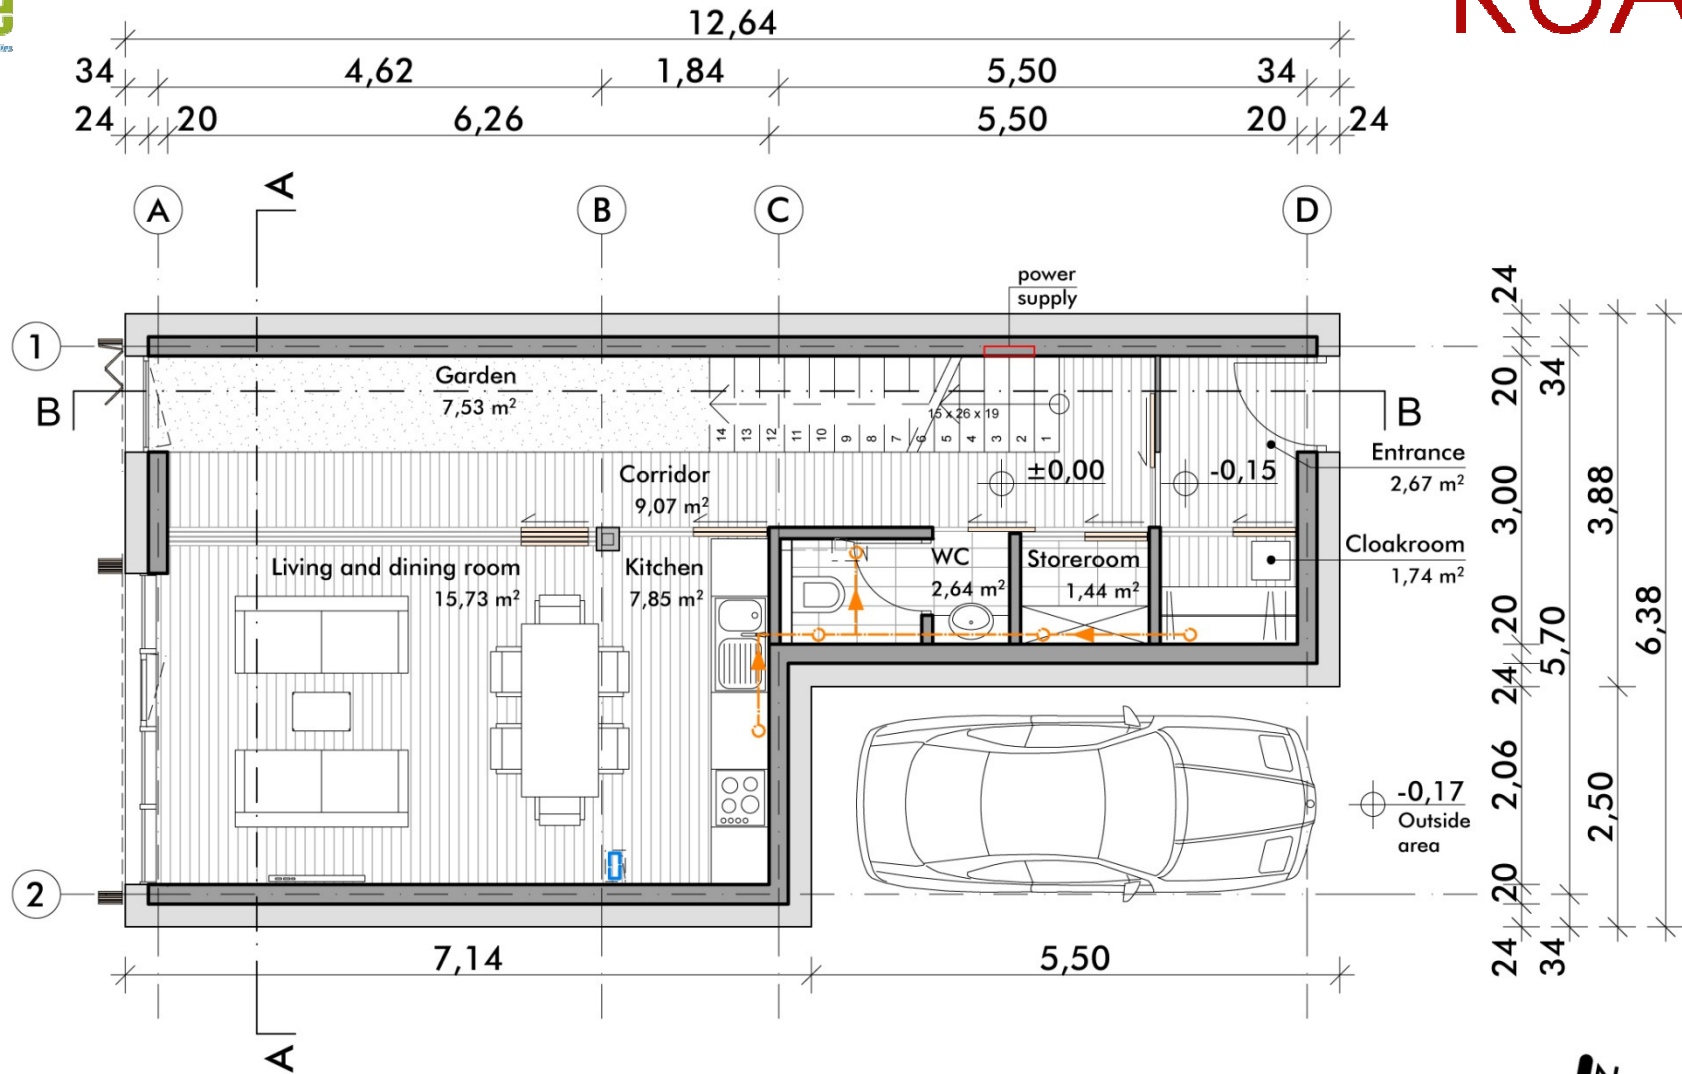 12,64
34
4,62
1,84
5,50
34
24
20
6,26
5,50
20
24
A
A
B
C
D
power
supply
1
Garden
7,53 m²
B
B
15 x 26 x 19
14
13
12
11
10
9
8
7
6
5
4
3
2
1
Corridor
9,07 m²
±0,00
-0,15
Entrance
2,67 m²
Living and dining room
15,73 m²
Kitchen
7,85 m²
WC
2,64 m²
Storeroom
1,44 m²
Cloakroom
1,74 m²
-0,17
Outside
area
2
7,14
5,50
A
24
20
3,00
20
24
2,06
20
24
34
5,70
34
3,88
2,50
6,38
N